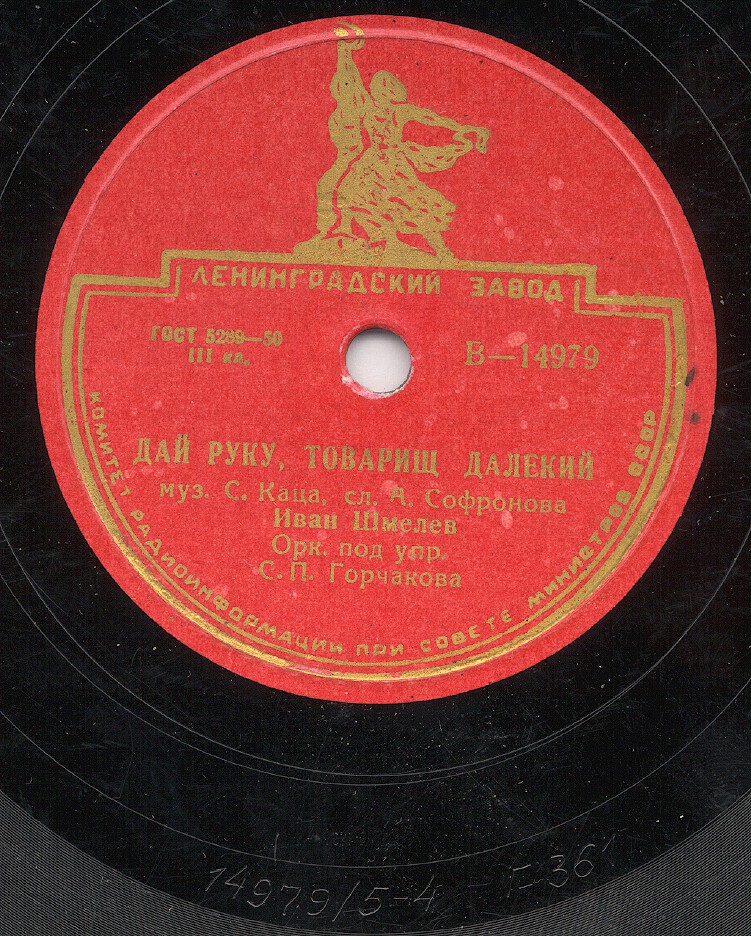 ЛЕНИНГРАДСКИЙ ЗАВОД
ГОСТ 5289—50
III кл.
В—14979
ДАЙ РУКУ, ТОВАРИЩ ДАЛЕКИЙ
муз. С. Каца, сл. А. Софронова
Иван Шмелев
Орк. под упр.
С. П. Горчакова
КОМИТЕТ РАДИОИНФОРМАЦИИ ПРИ СОВЕТЕ МИНИСТРОВ СССР
14979/5-4 Г-36